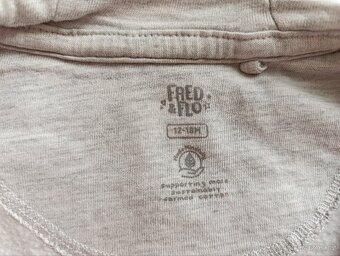 FRED
& FLO
12-18M
supporting more
sustainably
farmed cotton